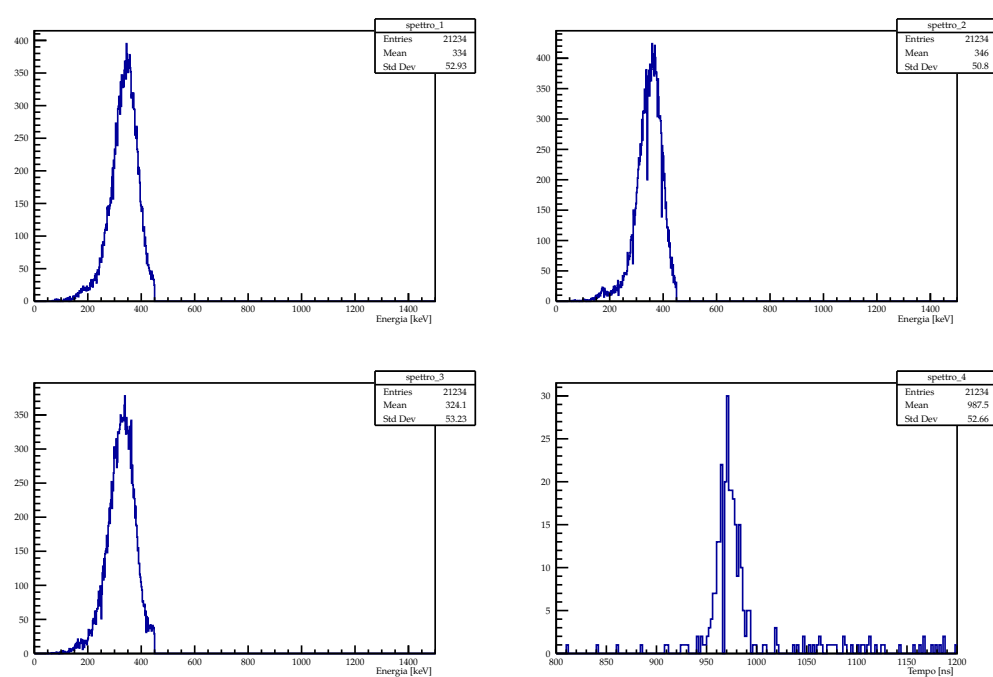 spettro_1
Entries 21234
Mean 334
Std Dev 52.93
400
350
300
250
200
150
100
50
0
0 200 400 600 800 1000 1200 1400
Energia [keV]
spettro_2
Entries 21234
Mean 346
Std Dev 50.8
400
350
300
250
200
150
100
50
0
0 200 400 600 800 1000 1200 1400
Energia [keV]
spettro_3
Entries 21234
Mean 324.1
Std Dev 53.23
350
300
250
200
150
100
50
0
0 200 400 600 800 1000 1200 1400
Energia [keV]
spettro_4
Entries 21234
Mean 987.5
Std Dev 52.66
30
25
20
15
10
5
0
800 850 900 950 1000 1050 1100 1150 1200
Tempo [ns]